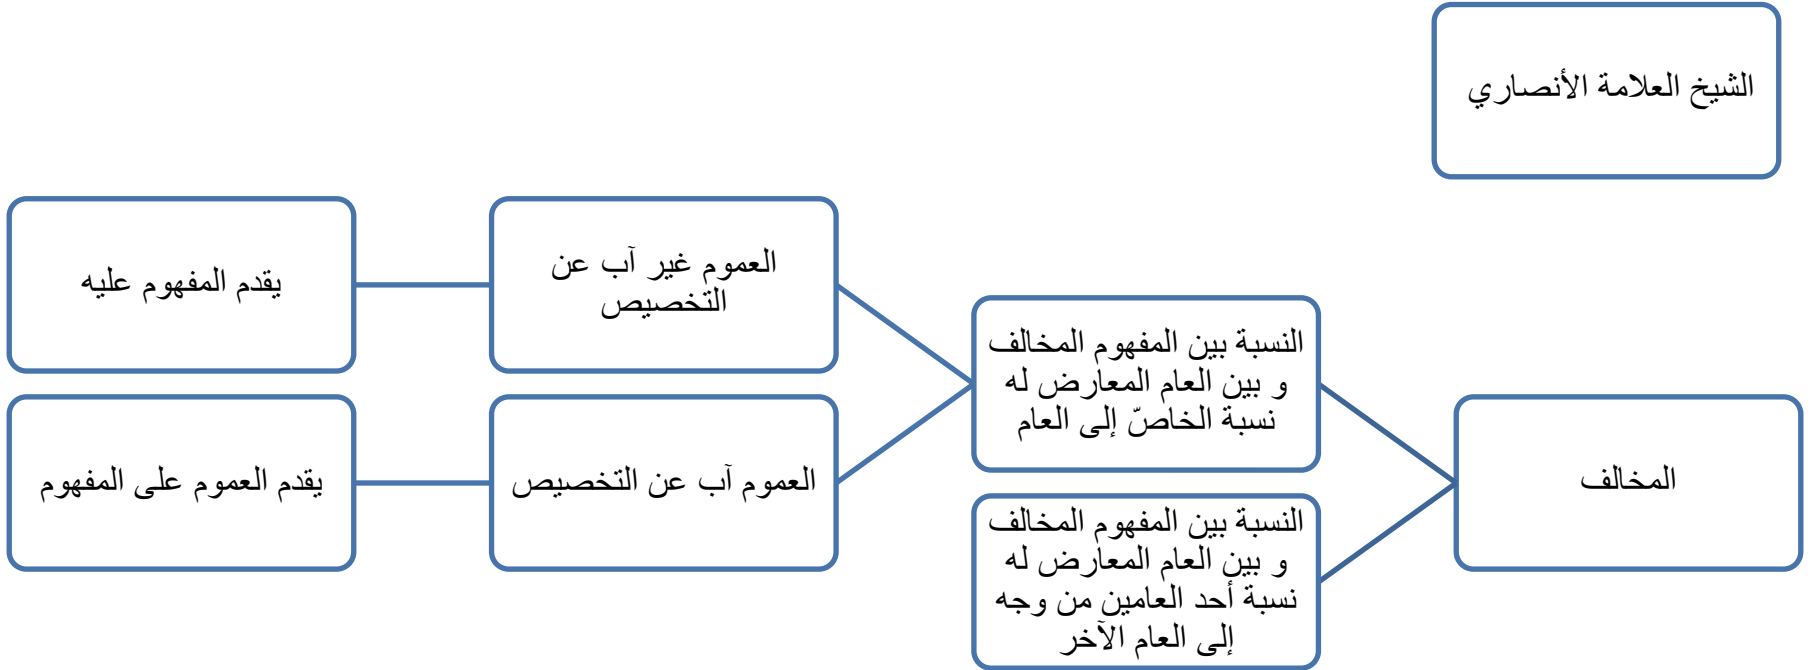 الشيخ العلامة الأنصاري
المخالف
النسبة بين المفهوم المخالف
و بين العام المعارض له
نسبة الخاصّ إلى العام
العموم غير آب عن
التخصيص
يقدم المفهوم عليه
العموم آب عن التخصيص
يقدم العموم على المفهوم
النسبة بين المفهوم المخالف
و بين العام المعارض له
نسبة أحد العامين من وجه
إلى العام الآخر